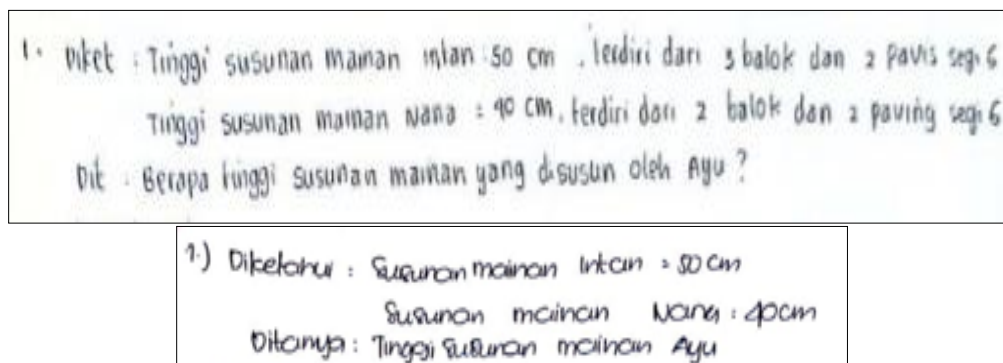 1. Diket : Tinggi susunan mainan intan : 50 cm , terdiri dari 3 balok dan 2 pavis segi 6
Tinggi susunan mainan Nana = 40 cm, terdiri dari 2 balok dan 2 paving segi 6
Dit : Berapa tinggi susunan mainan yang disusun oleh Ayu ?
1.) Diketahui : Susunan mainan Intan = 50 cm
Susunan mainan Nana : 40cm
Ditanya : Tinggi susunan mainan Ayu